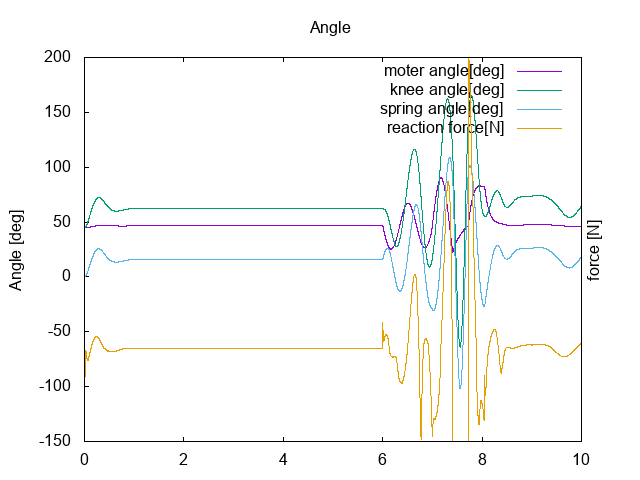 Angle
200
150
100
50
0
-50
-100
-150
0 2 4 6 8 10
Angle [deg]
force [N]
moter angle[deg]
knee angle[deg]
spring angle[deg]
reaction force[N]